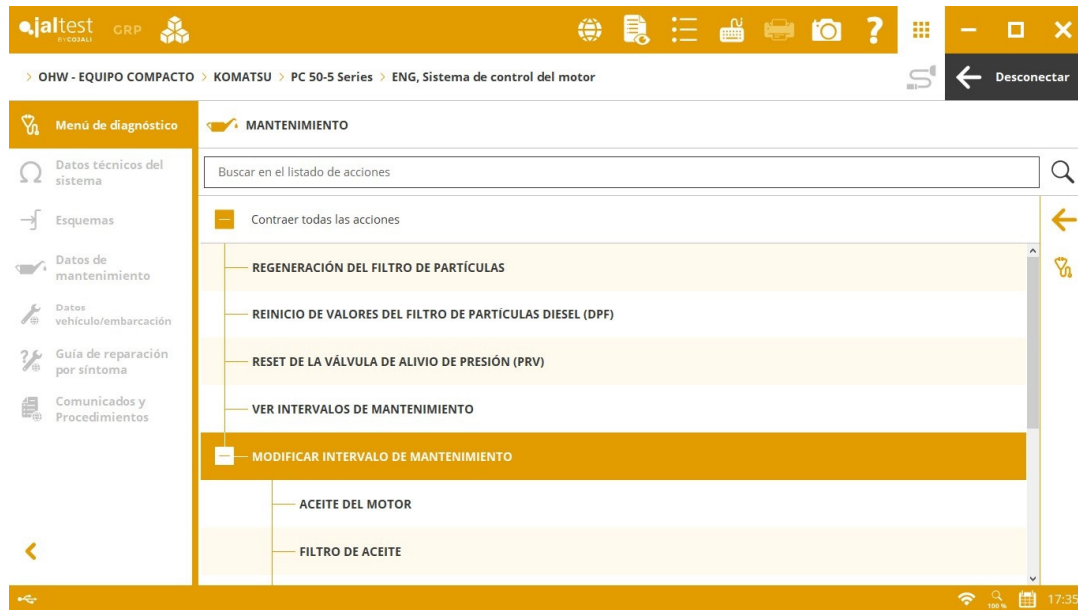 jaltest GRP
BY COJALI
> OHW - EQUIPO COMPACTO > KOMATSU > PC 50-5 Series > ENG, Sistema de control del motor
Desconectar
Menú de diagnóstico
MANTENIMIENTO
Datos técnicos del
sistema
Buscar en el listado de acciones
Esquemas
Contraer todas las acciones
Datos de
mantenimiento
REGENERACIÓN DEL FILTRO DE PARTÍCULAS
Datos
vehículo/embarcación
REINICIO DE VALORES DEL FILTRO DE PARTÍCULAS DIESEL (DPF)
Guía de reparación
por síntoma
RESET DE LA VÁLVULA DE ALIVIO DE PRESIÓN (PRV)
Comunicados y
Procedimientos
VER INTERVALOS DE MANTENIMIENTO
MODIFICAR INTERVALO DE MANTENIMIENTO
ACEITE DEL MOTOR
FILTRO DE ACEITE
100 %
17:35